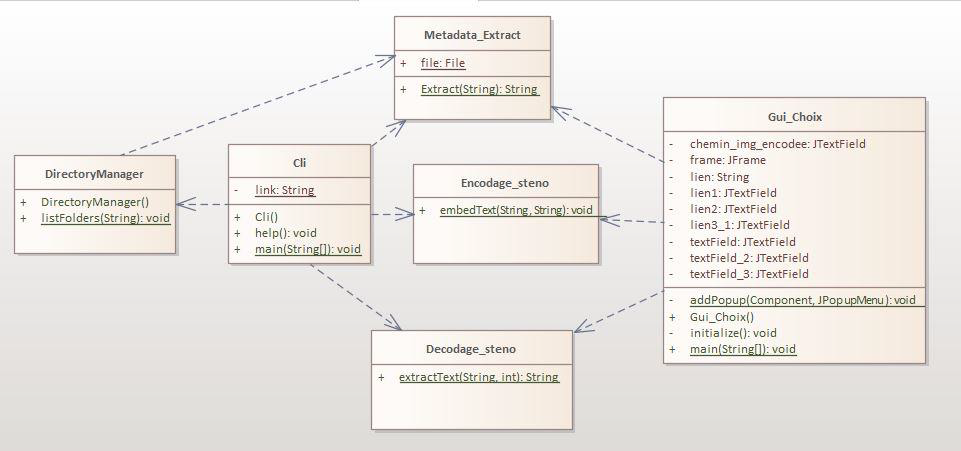 Metadata_Extract
+ file: File
+ Extract(String): String
Gui_Choix
- chemin_img_encodee: JTextField
- frame: JFrame
- lien: String
- lien1: JTextField
- lien2: JTextField
- lien3_1: JTextField
- textField: JTextField
- textField_2: JTextField
- textField_3: JTextField
- addPopup(Component, JPopupMenu): void
+ Gui_Choix()
- initialize(): void
+ main(String[]): void
DirectoryManager
+ DirectoryManager()
+ listFolders(String): void
Cli
- link: String
+ Cli()
+ help(): void
+ main(String[]): void
Encodage_steno
+ embedText(String, String): void
Decodage_steno
+ extractText(String, int): String